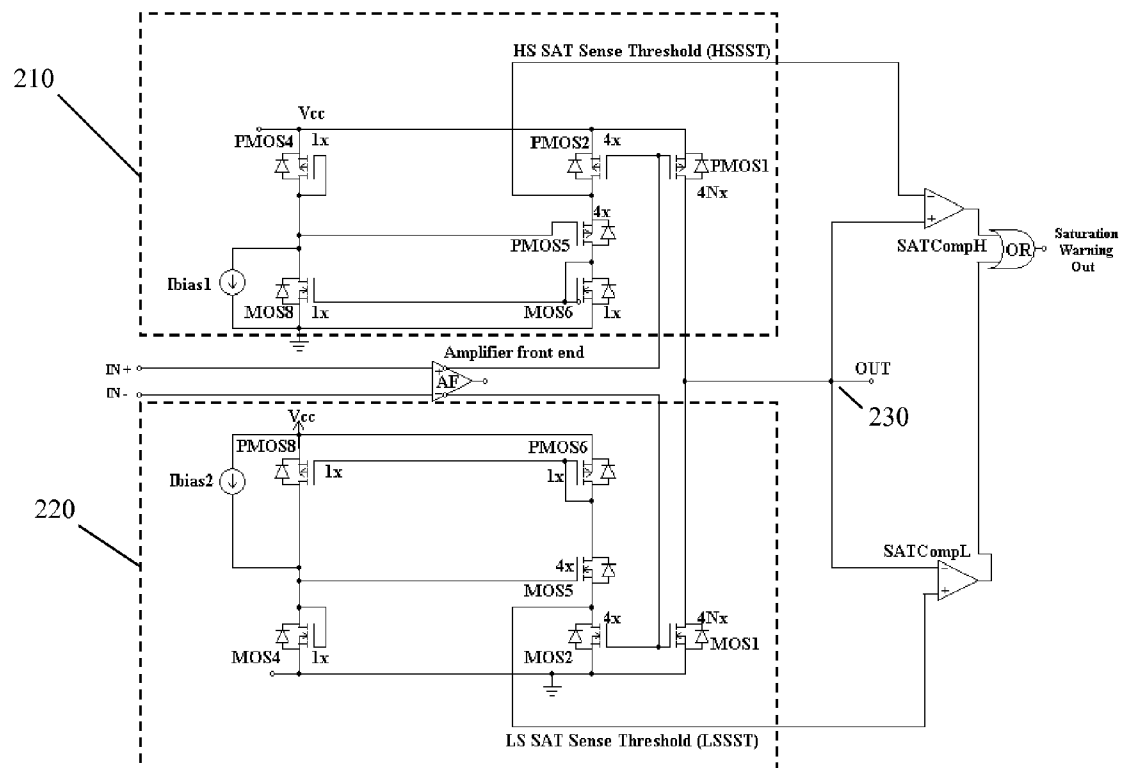 HS SAT Sense Threshold (HSSST)
210
Vcc
PMOS4
1x
PMOS2
4x
PMOS1
4Nx
4x
PMOS5
-
+
SATCompH
OR
Saturation
Warning
Out
Ibias1
MOS8
1x
MOS6
1x
Amplifier front end
IN+
IN-
+
AF
-
OUT
230
Vcc
PMOS8
1x
PMOS6
1x
Ibias2
220
4x
MOS5
SATCompL
-
+
MOS4
1x
MOS2
4x
4Nx
MOS1
LS SAT Sense Threshold (LSSST)